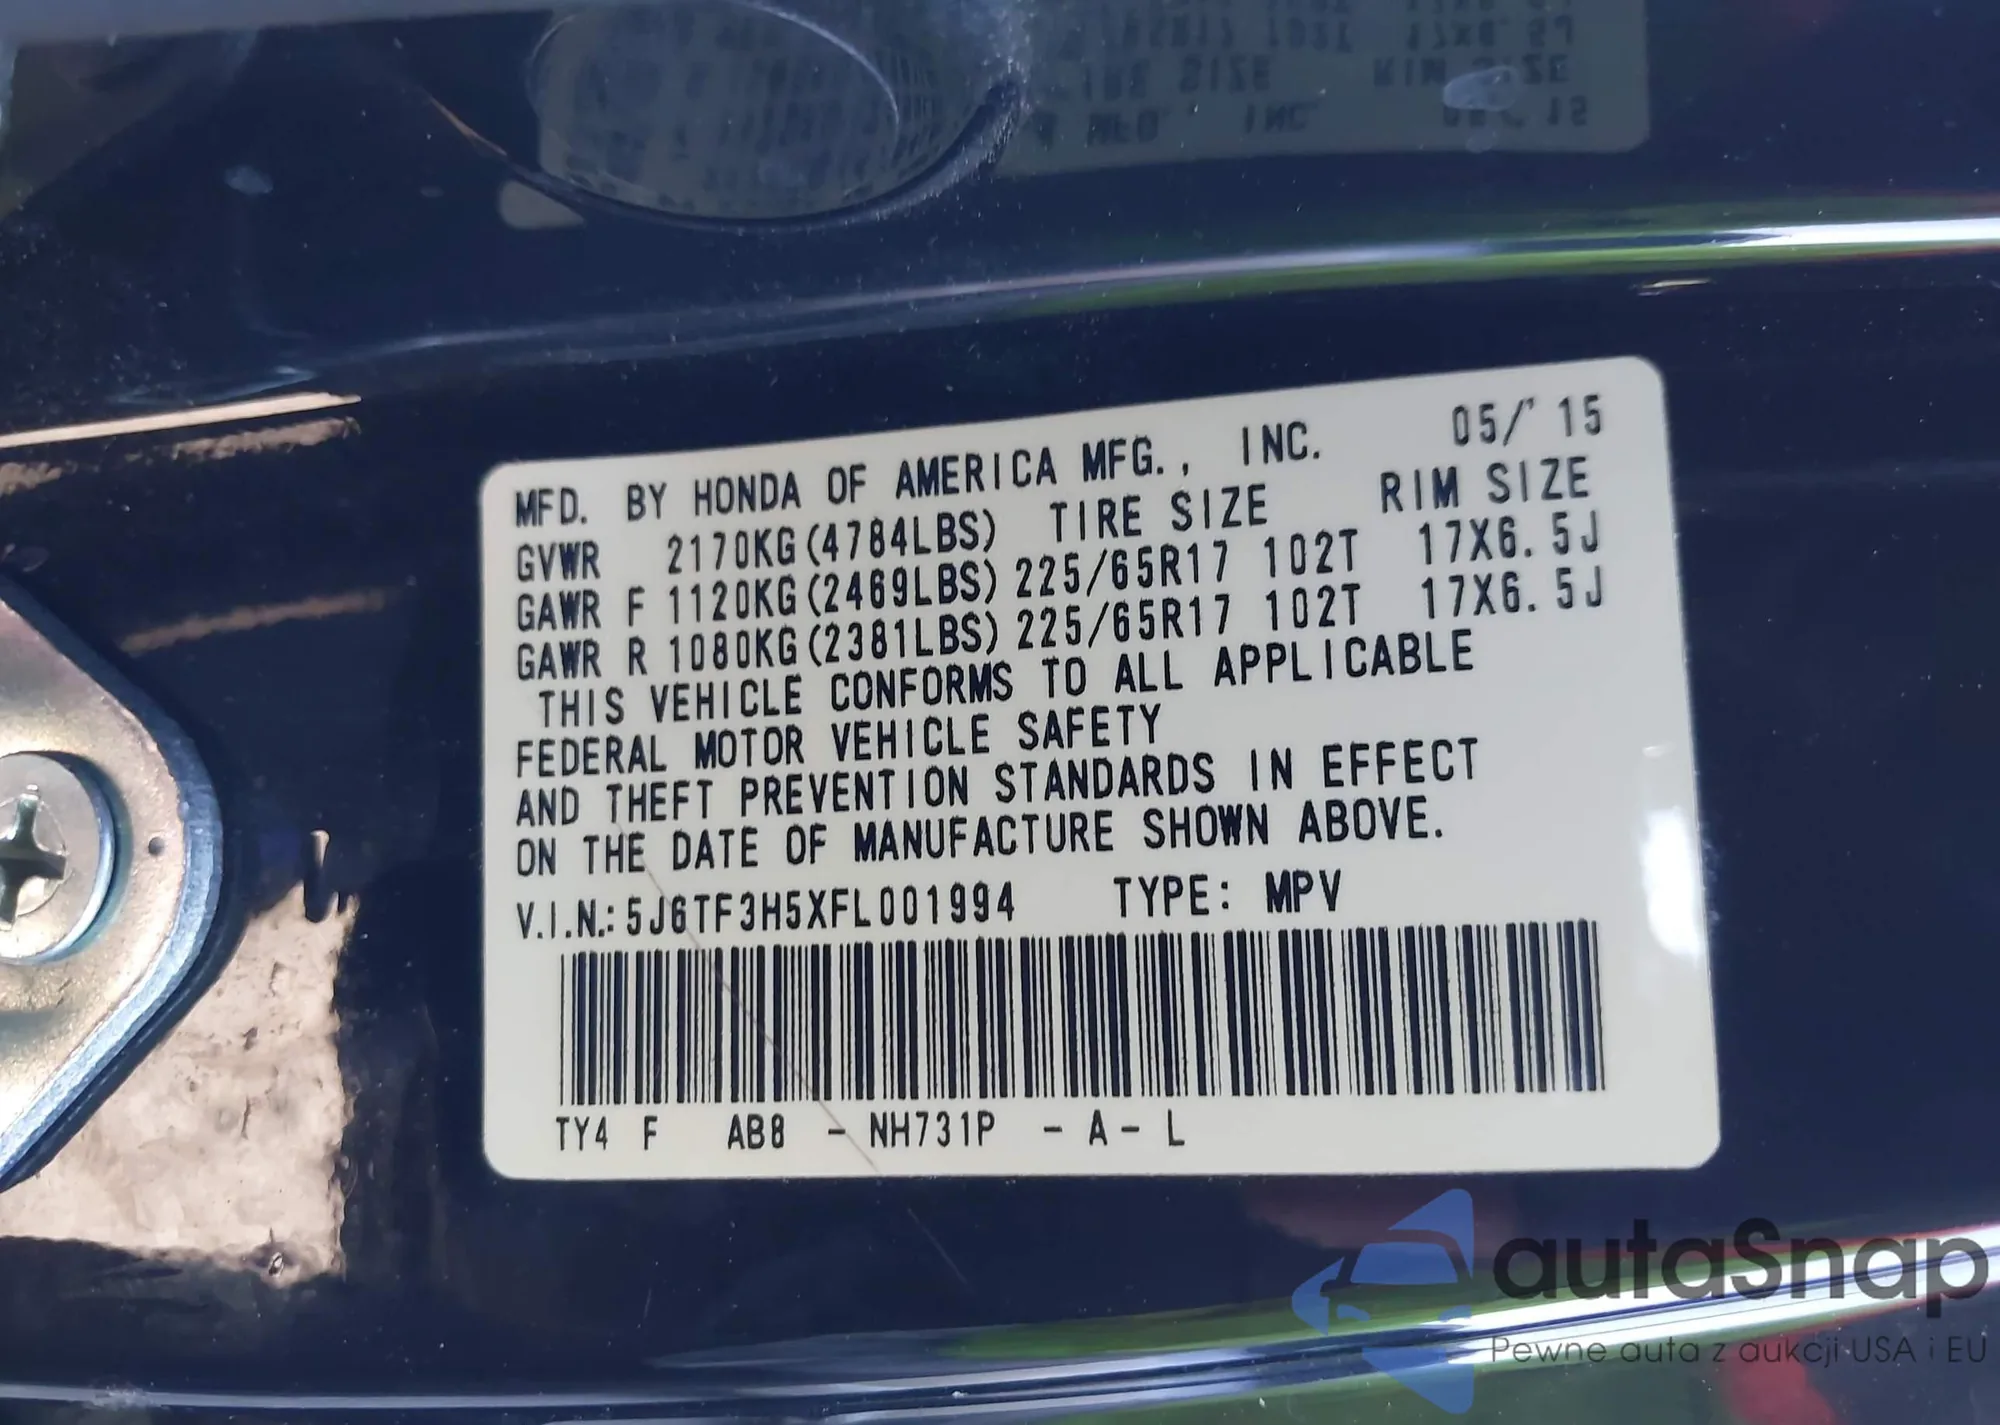 MFD. BY HONDA OF AMERICA MFG., INC. 05/'15
GVWR 2170KG(4784LBS) TIRE SIZE RIM SIZE
GAWR F 1120KG(2469LBS) 225/65R17 102T 17X6.5J
GAWR R 1080KG(2381LBS) 225/65R17 102T 17X6.5J
THIS VEHICLE CONFORMS TO ALL APPLICABLE
FEDERAL MOTOR VEHICLE SAFETY
AND THEFT PREVENTION STANDARDS IN EFFECT
ON THE DATE OF MANUFACTURE SHOWN ABOVE.
V.I.N.: 5J6TF3H5XFL001994 TYPE: MPV
TY4 F AB8 - NH731P - A - L
autaSnap
Pewne auta z aukcji USA i EU